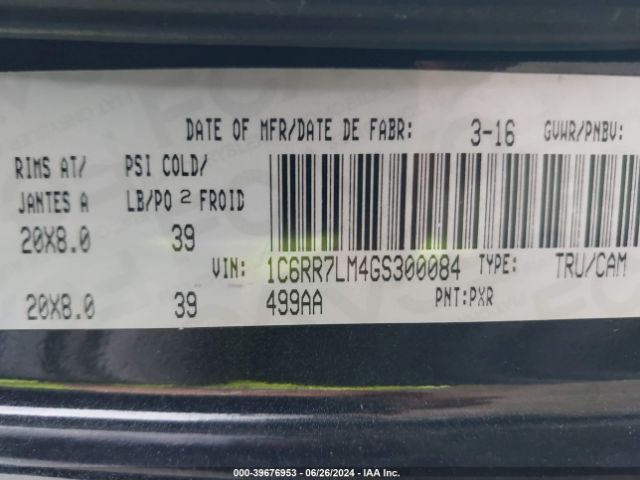 DATE OF MFR/DATE DE FABR: 3-16 GVWR/PNBV:
RIMS AT/ PSI COLD/
JANTES A LB/PO 2 FROID
20X8.0 39
VIN: 1C6RR7LM4GS300084 TYPE: TRU/CAM
20X8.0 39 499AA PNT:PXR
000-39676953 / 06/26/2024 / IAA Inc.